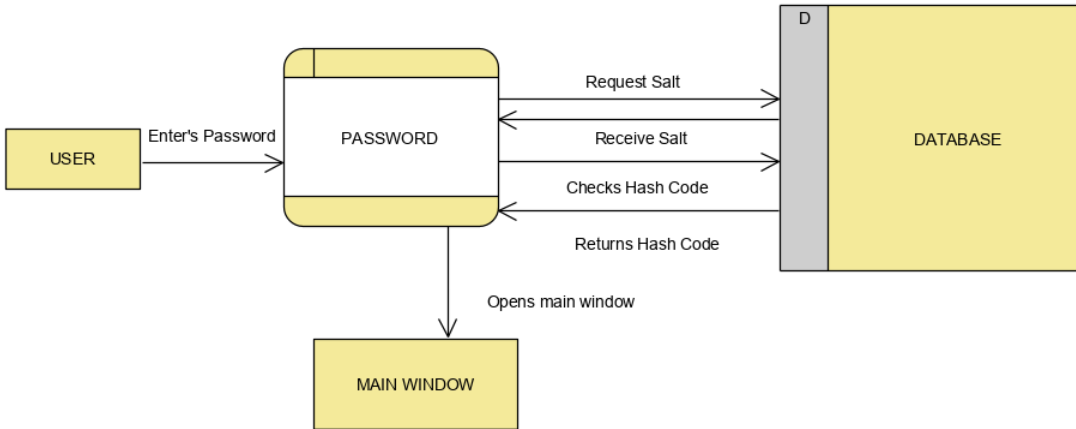 D
Request Salt
Enter's Password
PASSWORD
Receive Salt
DATABASE
USER
Checks Hash Code
Returns Hash Code
Opens main window
MAIN WINDOW